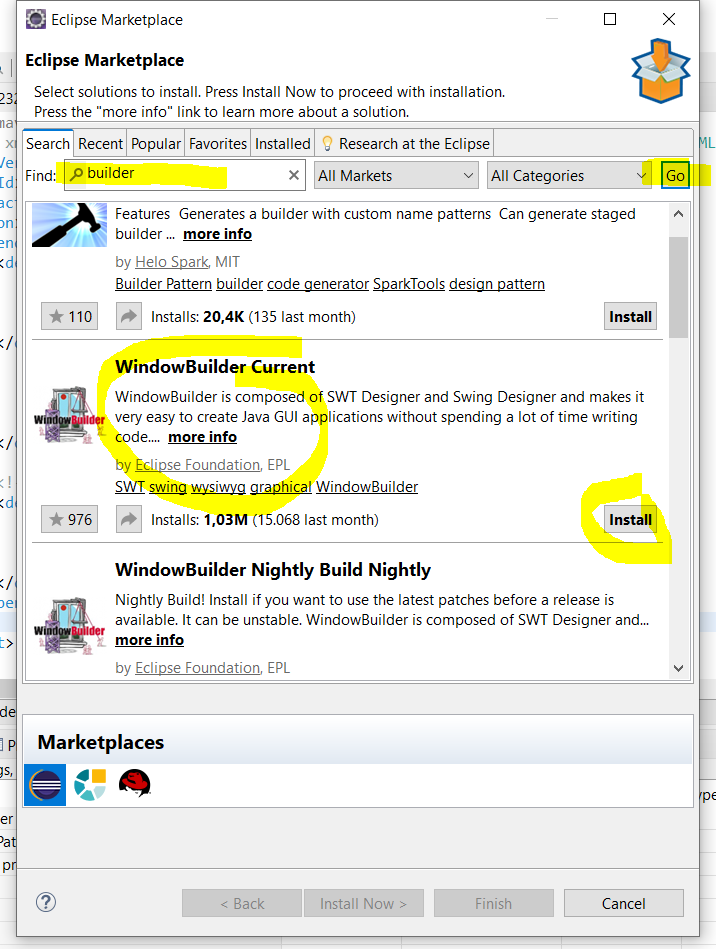 Eclipse Marketplace
Eclipse Marketplace
Select solutions to install. Press Install Now to proceed with installation.
Press the "more info" link to learn more about a solution.
Search Recent Popular Favorites Installed Research at the Eclipse
Find: builder All Markets All Categories Go
Features Generates a builder with custom name patterns Can generate staged
builder ... more info
by Helo Spark, MIT
Builder Pattern builder code generator SparkTools design pattern
110 Installs: 20,4K (135 last month) Install
WindowBuilder Current
WindowBuilder
WindowBuilder is composed of SWT Designer and Swing Designer and makes it
very easy to create Java GUI applications without spending a lot of time writing
code.... more info
by Eclipse Foundation, EPL
SWT swing wysiwyg graphical WindowBuilder
976 Installs: 1,03M (15.068 last month) Install
WindowBuilder Nightly Build Nightly
WindowBuilder
Nightly Build! Install if you want to use the latest patches before a release is
available. It can be unstable. WindowBuilder is composed of SWT Designer and...
more info
by Eclipse Foundation, EPL
Marketplaces
? < Back Install Now > Finish Cancel